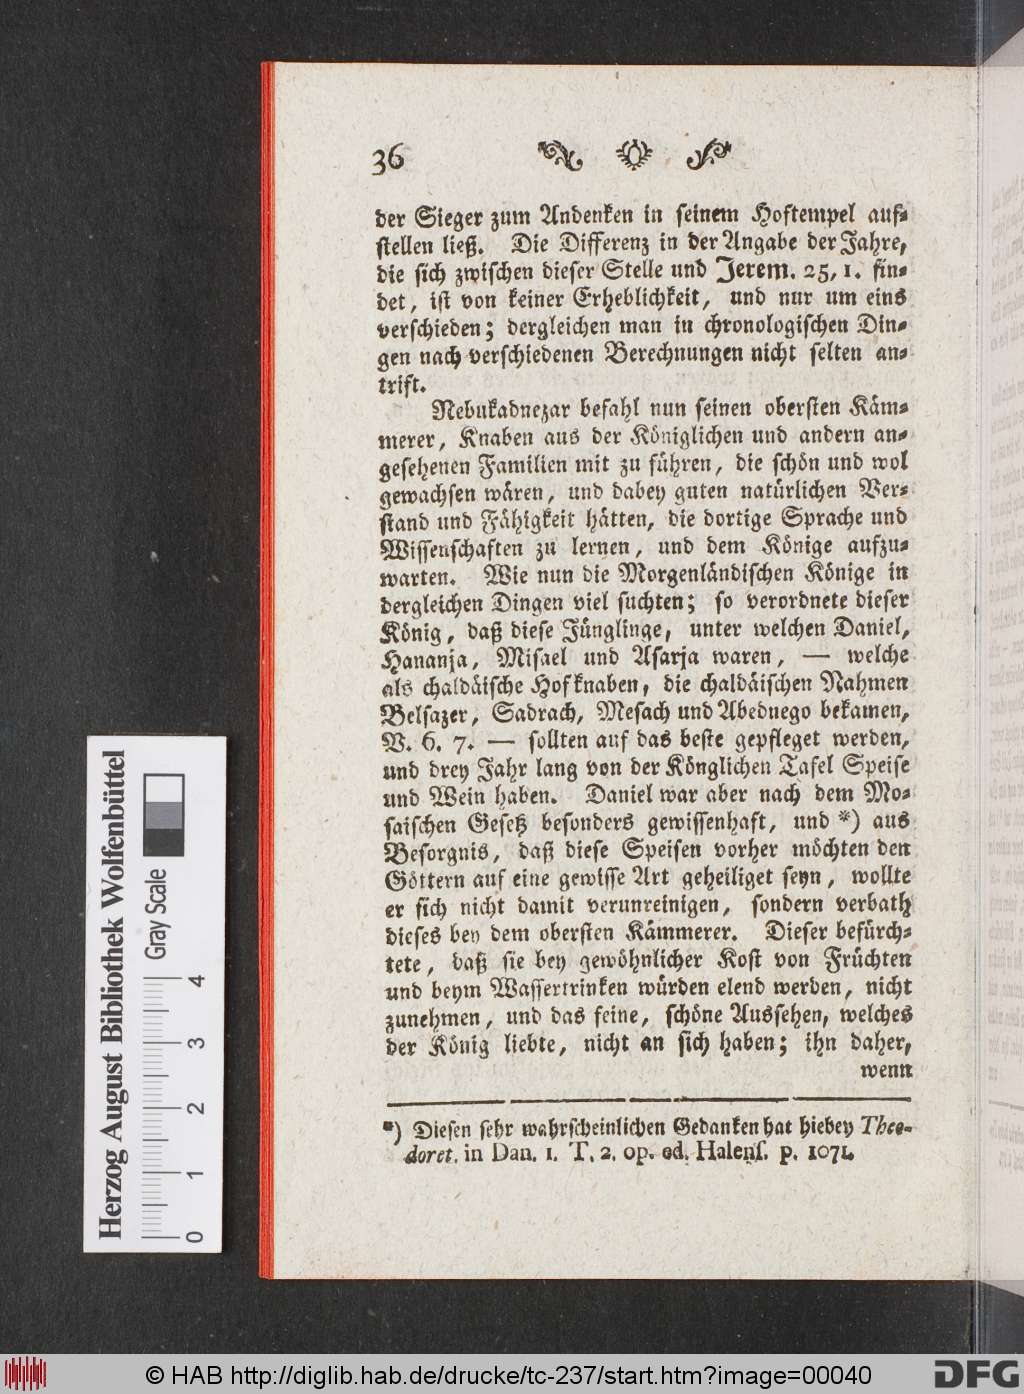 36
der Sieger zum Andenken in seinem Hoftempel auf-
stellen ließ. Die Differenz in der Angabe der Jahre,
die sich zwischen dieser Stelle und Jerem. 25, 1. fin-
det, ist von keiner Erheblichkeit, und nur um eins
verschieden; dergleichen man in chronologischen Din-
gen nach verschiedenen Berechnungen nicht selten an-
trift.
Nebukadnezar befahl nun seinen obersten Käm-
merer, Knaben aus der Königlichen und andern an-
gesehenen Familien mit zu führen, die schön und wol
gewachsen wären, und dabey guten natürlichen Ver-
stand und Fähigkeit hätten, die dortige Sprache und
Wissenschaften zu lernen, und dem Könige aufzu-
warten. Wie nun die Morgenländischen Könige in
dergleichen Dingen viel suchten; so verordnete dieser
König, daß diese Jünglinge, unter welchen Daniel,
Hananja, Misael und Asarja waren, — welche
als chaldäische Hofknaben, die chaldäischen Nahmen
Belsazer, Sadrach, Mesach und Abednego bekamen,
V. 6. 7. — sollten auf das beste gepfleget werden,
und drey Jahr lang von der Könglichen Tafel Speise
und Wein haben. Daniel war aber nach dem Mo-
saischen Gesetz besonders gewissenhaft, und *) aus
Besorgnis, daß diese Speisen vorher möchten den
Göttern auf eine gewisse Art geheiliget seyn, wollte
er sich nicht damit verunreinigen, sondern verbath
dieses bey dem obersten Kämmerer. Dieser befürch-
tete, daß sie bey gewöhnlicher Kost von Früchten
und beym Wassertrinken würden elend werden, nicht
zunehmen, und das feine, schöne Aussehen, welches
der König liebte, nicht an sich haben; ihn daher,
wenn
*) Diesen sehr wahrscheinlichen Gedanken hat hiebey Theo-
doret. in Dan. 1. T. 2. op. ed. Halenſ. p. 1071.
Herzog August Bibliothek Wolfenbüttel
Gray Scale
0 1 2 3 4
© HAB http://diglib.hab.de/drucke/tc-237/start.htm?image=00040
DFG